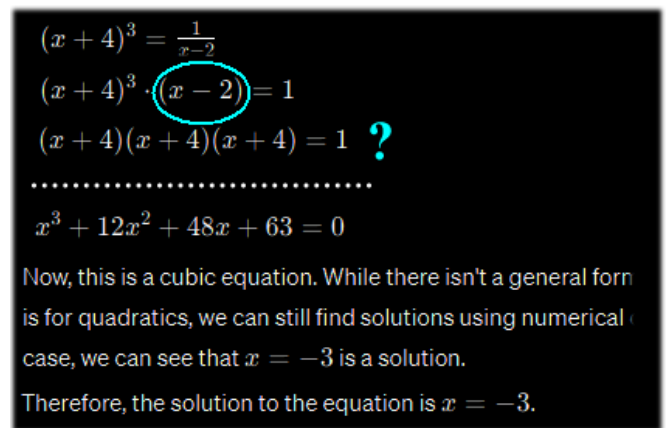 (x + 4)³ = 1/(x−2)
(x + 4)³ · (x − 2) = 1
(x + 4)(x + 4)(x + 4) = 1 ?
x³ + 12x² + 48x + 63 = 0
Now, this is a cubic equation. While there isn't a general
is for quadratics, we can still find solutions using numerical
case, we can see that x = −3 is a solution.
Therefore, the solution to the equation is x = −3.